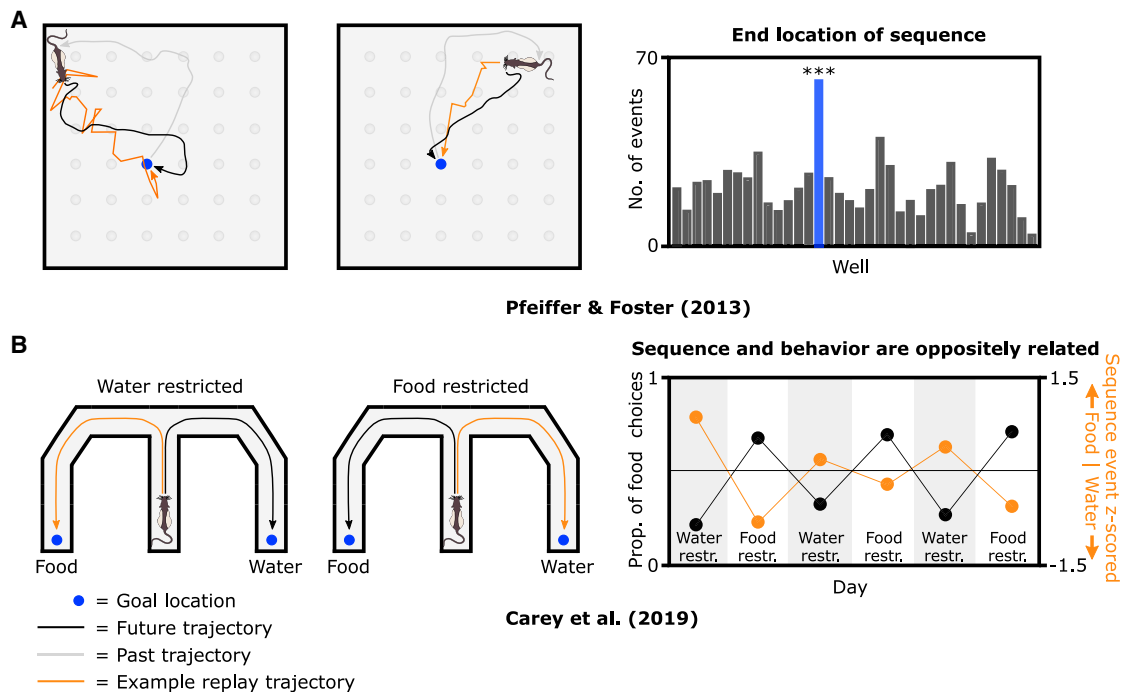 A
End location of sequence
70
***
No. of events
0
Well
Pfeiffer & Foster (2013)
B
Sequence and behavior are oppositely related
Water restricted
Food restricted
Food
Water
Food
Water
1
1.5
Prop. of food choices
Water restr.
Food restr.
Water restr.
Food restr.
Water restr.
Food restr.
0
-1.5
Day
Sequence event z-scored
Food | Water
Carey et al. (2019)
= Goal location
= Future trajectory
= Past trajectory
= Example replay trajectory